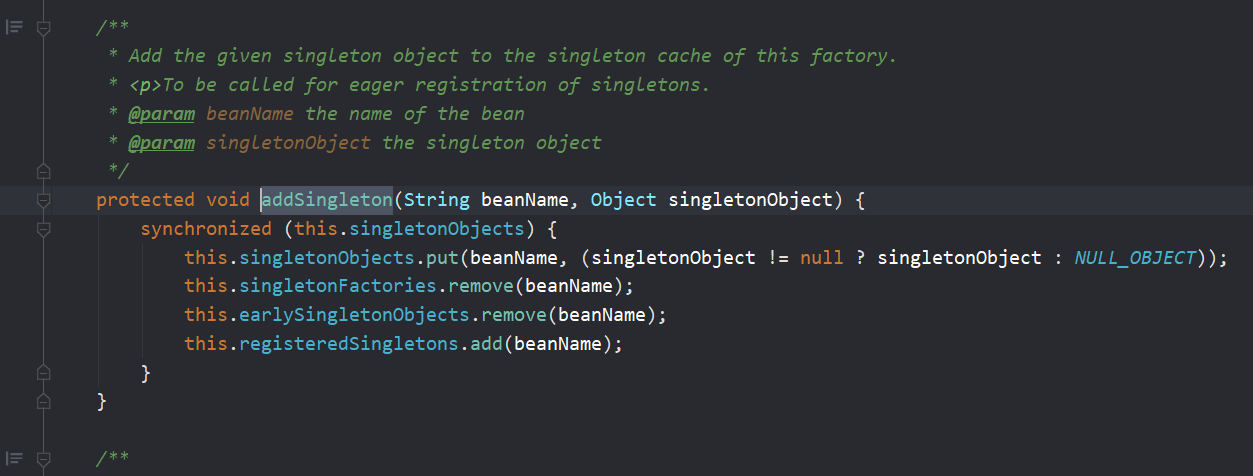 /**
 * Add the given singleton object to the singleton cache of this factory.
 * <p>To be called for eager registration of singletons.
 * @param beanName the name of the bean
 * @param singletonObject the singleton object
 */
protected void addSingleton(String beanName, Object singletonObject) {
    synchronized (this.singletonObjects) {
        this.singletonObjects.put(beanName, (singletonObject != null ? singletonObject : NULL_OBJECT));
        this.singletonFactories.remove(beanName);
        this.earlySingletonObjects.remove(beanName);
        this.registeredSingletons.add(beanName);
    }
}
/**